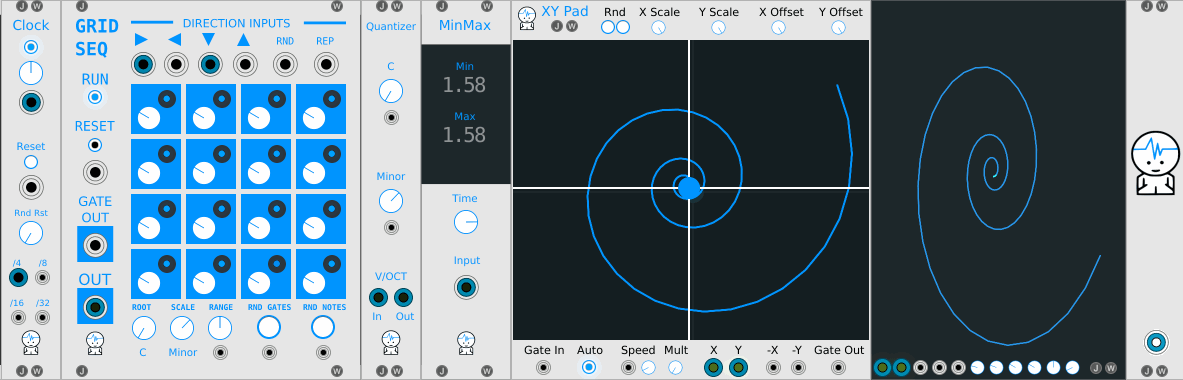 J W
Clock
Reset
Rnd Rst
/4 /8
/16 /32
J W
J W
GRID
SEQ
DIRECTION INPUTS
RND REP
RUN
RESET
GATE
OUT
OUT
ROOT SCALE RANGE RND GATES RND NOTES
C Minor
J W
J W
Quantizer
C
Minor
V/OCT
In Out
J W
J W
MinMax
Min
1.58
Max
1.58
Time
Input
J W
XY Pad
J W
Rnd X Scale Y Scale X Offset Y Offset
Gate In Auto Speed Mult X Y -X -Y Gate Out
J W
J W
J W